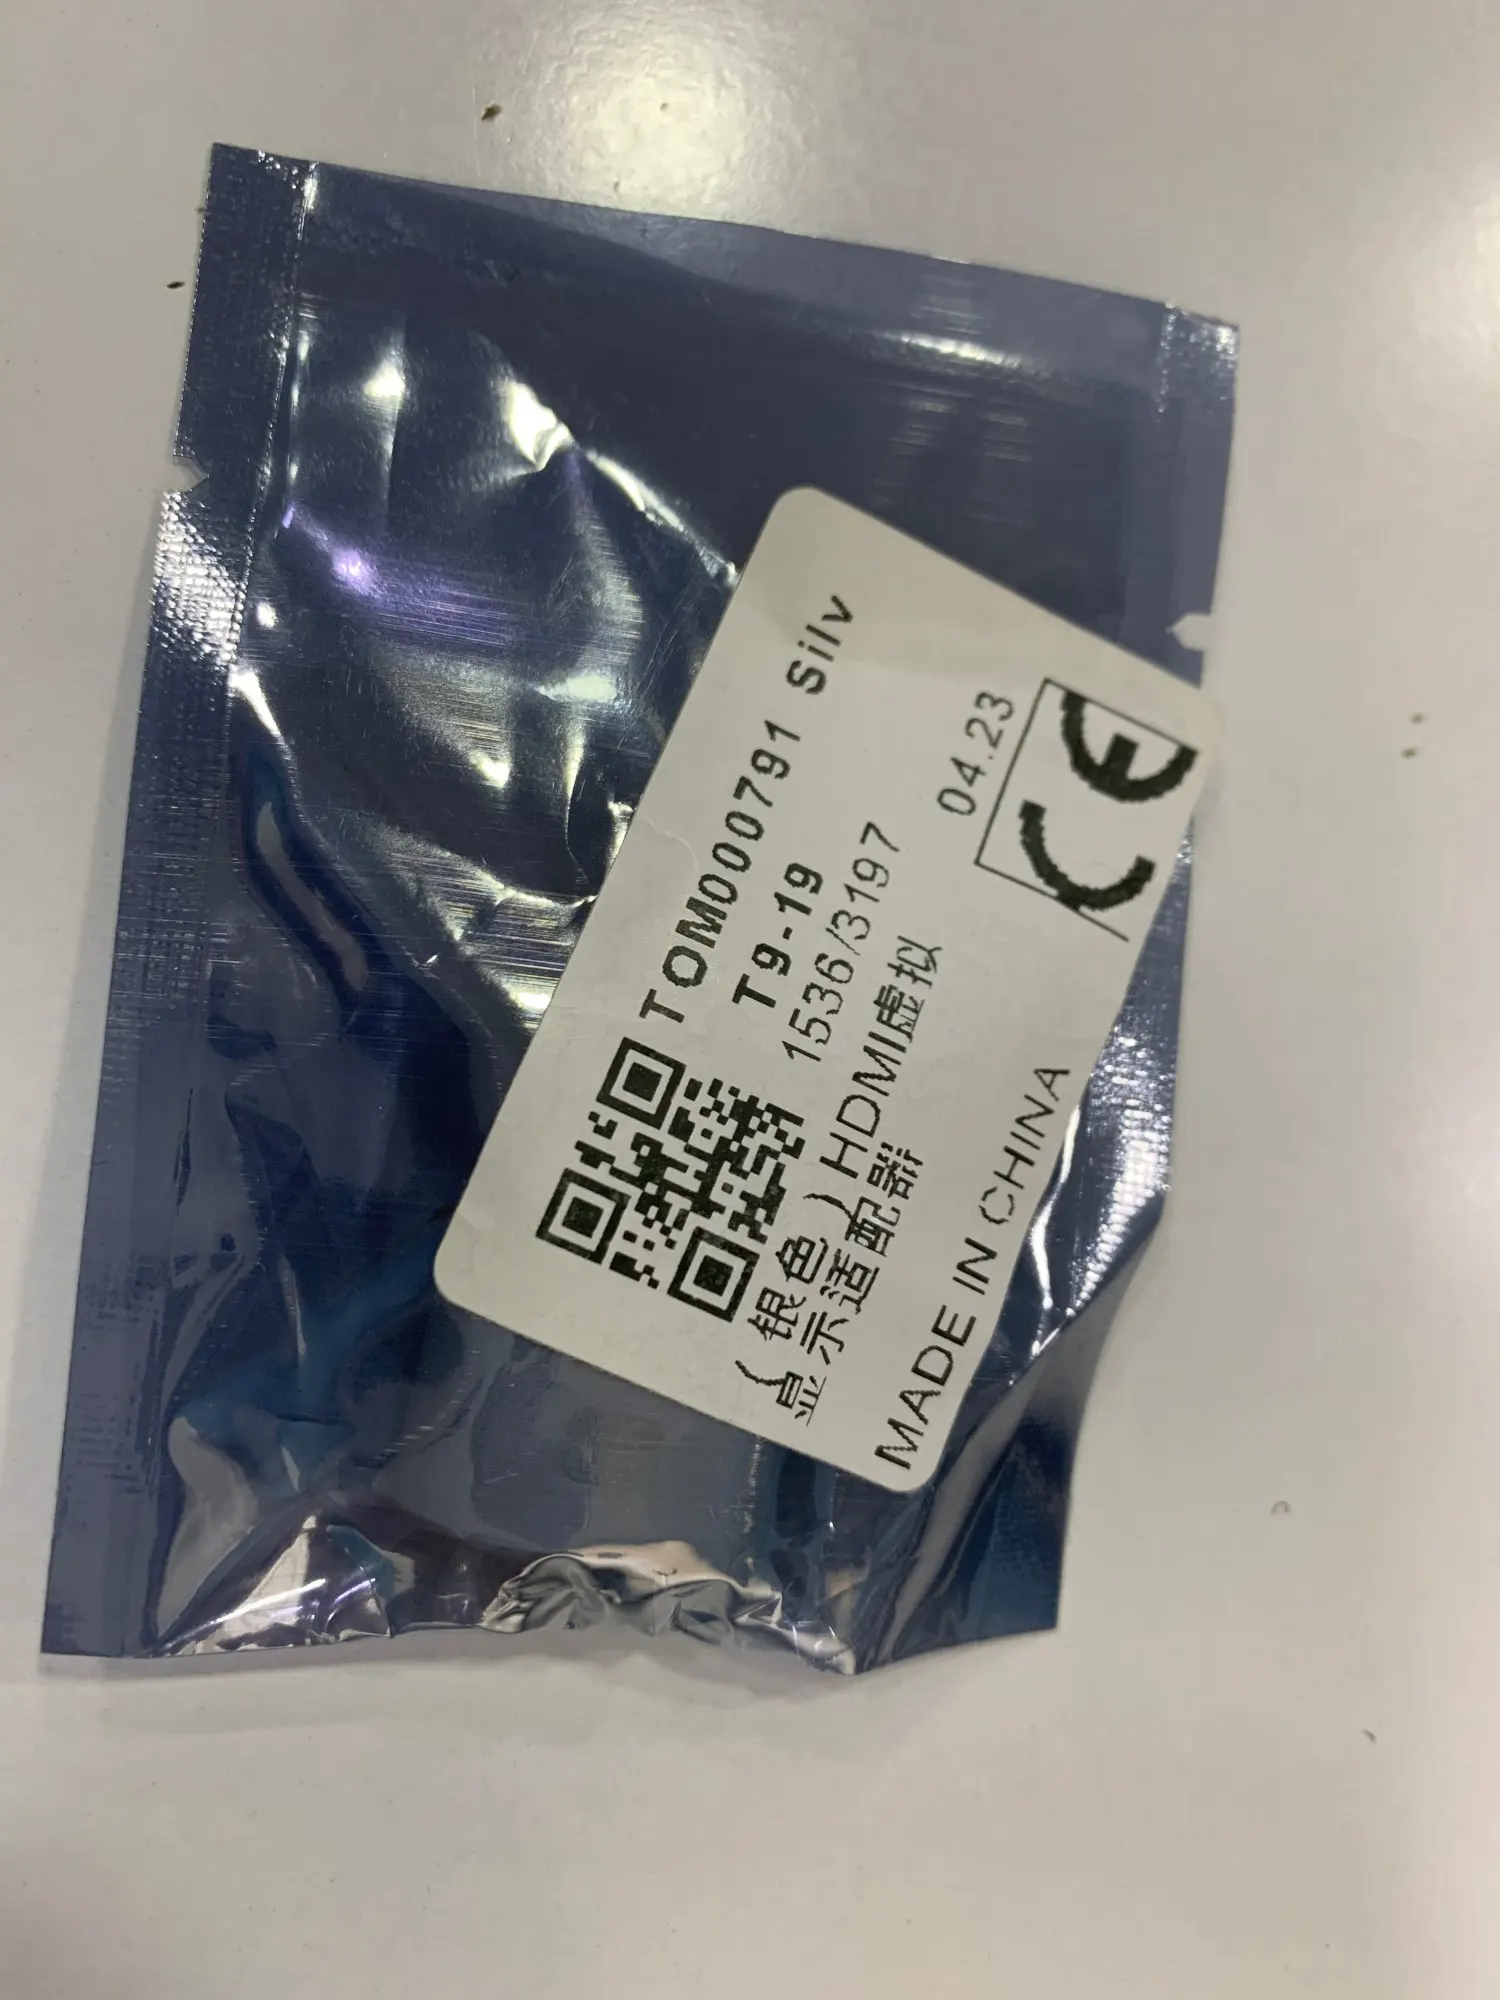 TOM000791 Silv
T9-19
1536/3197
(银色)HDMI虚拟
显示适配器
04.23
MADE IN CHINA
CE